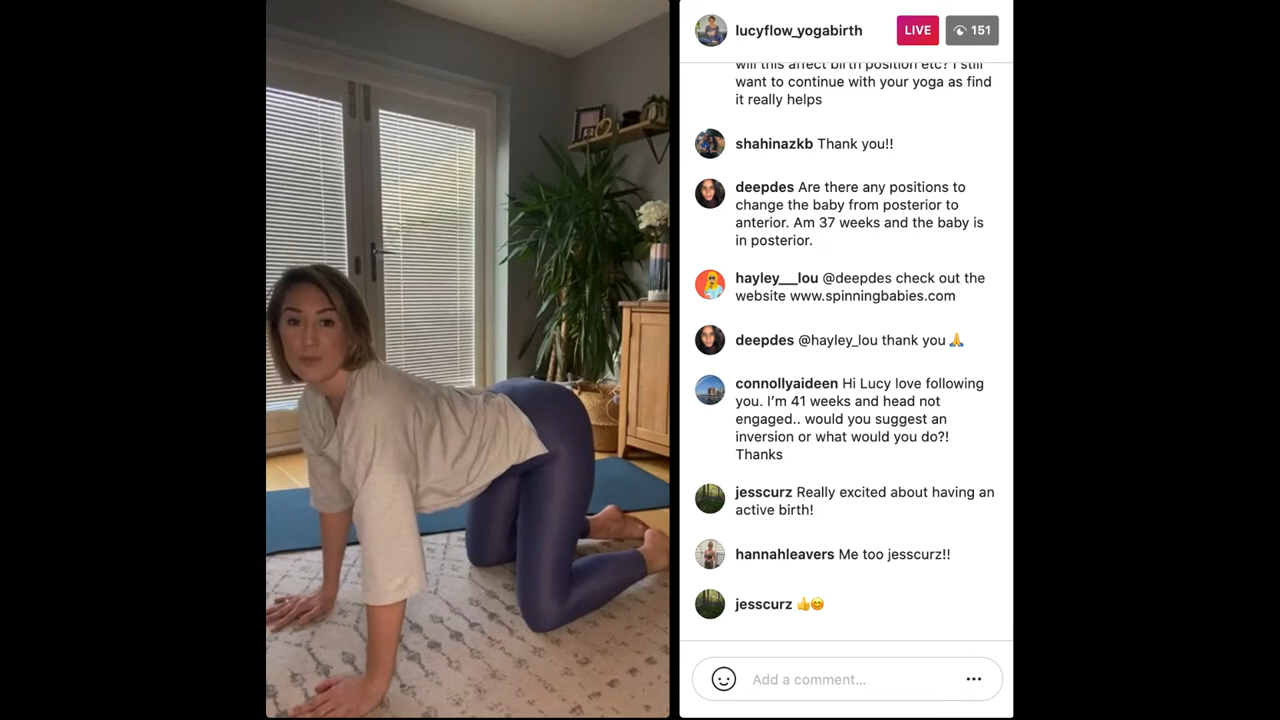 lucyflow_yogabirth LIVE 151
will this affect birth position etc? I still
want to continue with your yoga as find
it really helps
shahinazkb Thank you!!
deepdes Are there any positions to
change the baby from posterior to
anterior. Am 37 weeks and the baby is
in posterior.
hayley___lou @deepdes check out the
website www.spinningbabies.com
deepdes @hayley_lou thank you 🙏
connollyaideen Hi Lucy love following
you. I’m 41 weeks and head not
engaged.. would you suggest an
inversion or what would you do?!
Thanks
jesscurz Really excited about having an
active birth!
hannahleavers Me too jesscurz!!
jesscurz 👍😊
Add a comment...